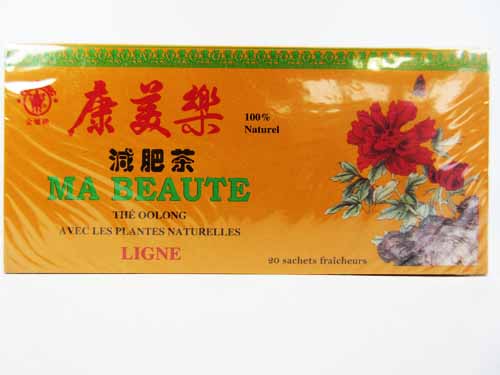 康美樂
100%
Naturel
減肥茶
MA BEAUTE
THÉ OOLONG
AVEC LES PLANTES NATURELLES
LIGNE
20 sachets fraîcheurs